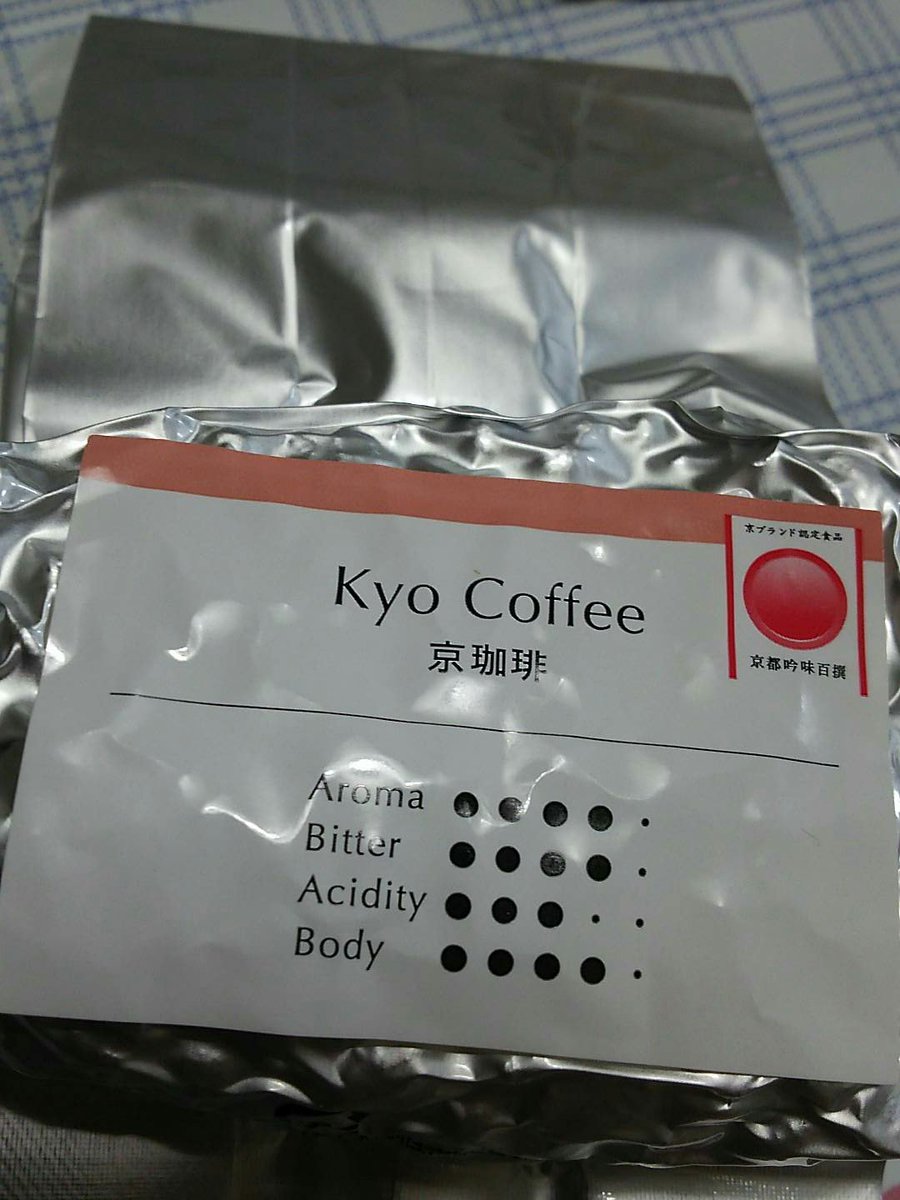 京ブランド認定食品
京都吟味百撰
Kyo Coffee
京珈琲
Aroma
Bitter
Acidity
Body